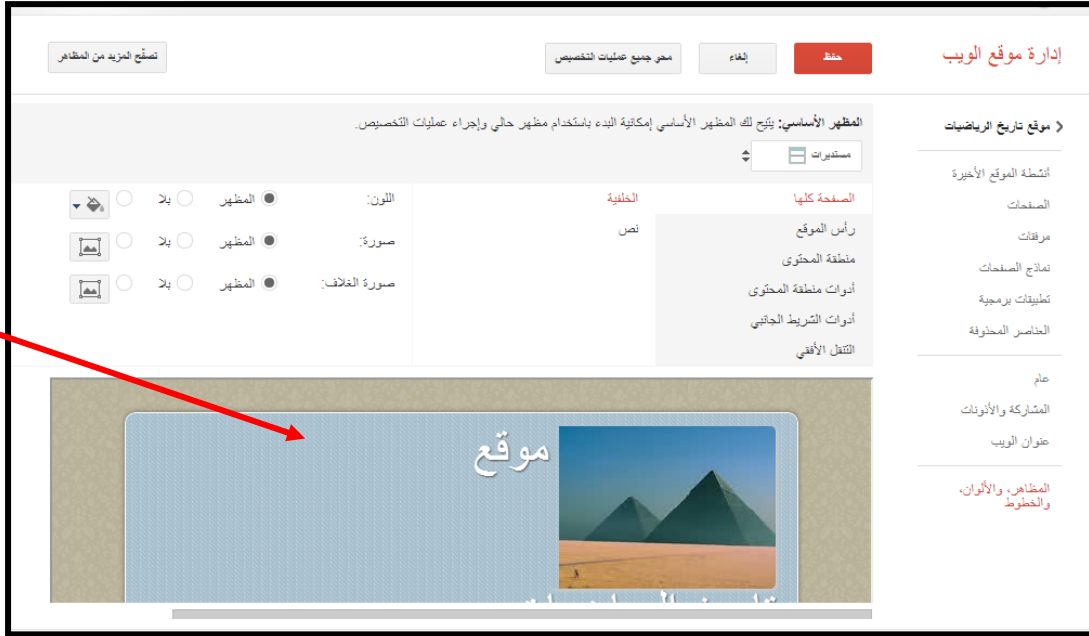 إدارة موقع الويب
حفظ
إلغاء
محو جميع عمليات التخصيص
تصفّح المزيد من المظاهر
موقع تاريخ الرياضيات
أنشطة الموقع الأخيرة
الصفحات
مرفقات
نماذج الصفحات
تطبيقات برمجية
العناصر المحذوفة
عام
المشاركة والأذونات
عنوان الويب
المظاهر، والألوان،
والخطوط
المظهر الأساسي: يتيح لك المظهر الأساسي إمكانية البدء باستخدام مظهر حالي وإجراء عمليات التخصيص.
مستديرات
الصفحة كلها
رأس الموقع
منطقة المحتوى
أدوات منطقة المحتوى
أدوات الشريط الجانبي
التنقل الأفقي
الخلفية
نص
اللون: المظهر بلا
صورة: المظهر بلا
صورة الغلاف: المظهر بلا
موقع